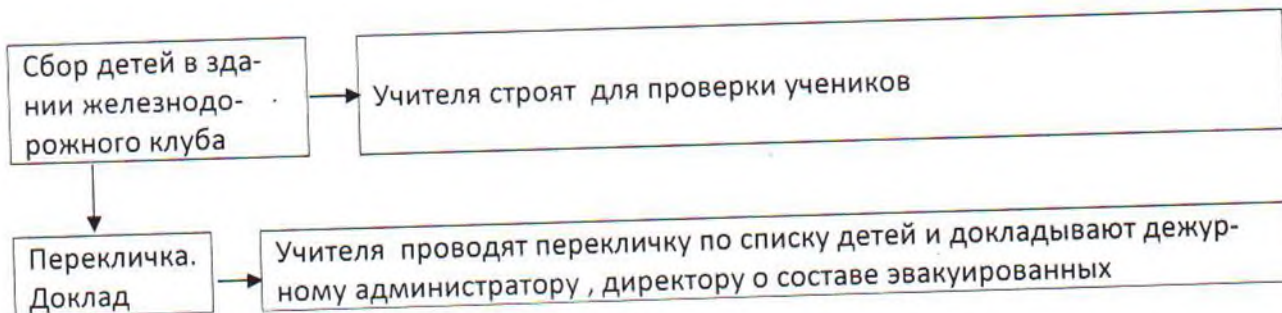 Сбор детей в зда-
нии железнодо-
рожного клуба
Учителя строят для проверки учеников
Перекличка.
Доклад
Учителя проводят перекличку по списку детей и докладывают дежур-
ному администратору , директору о составе эвакуированных